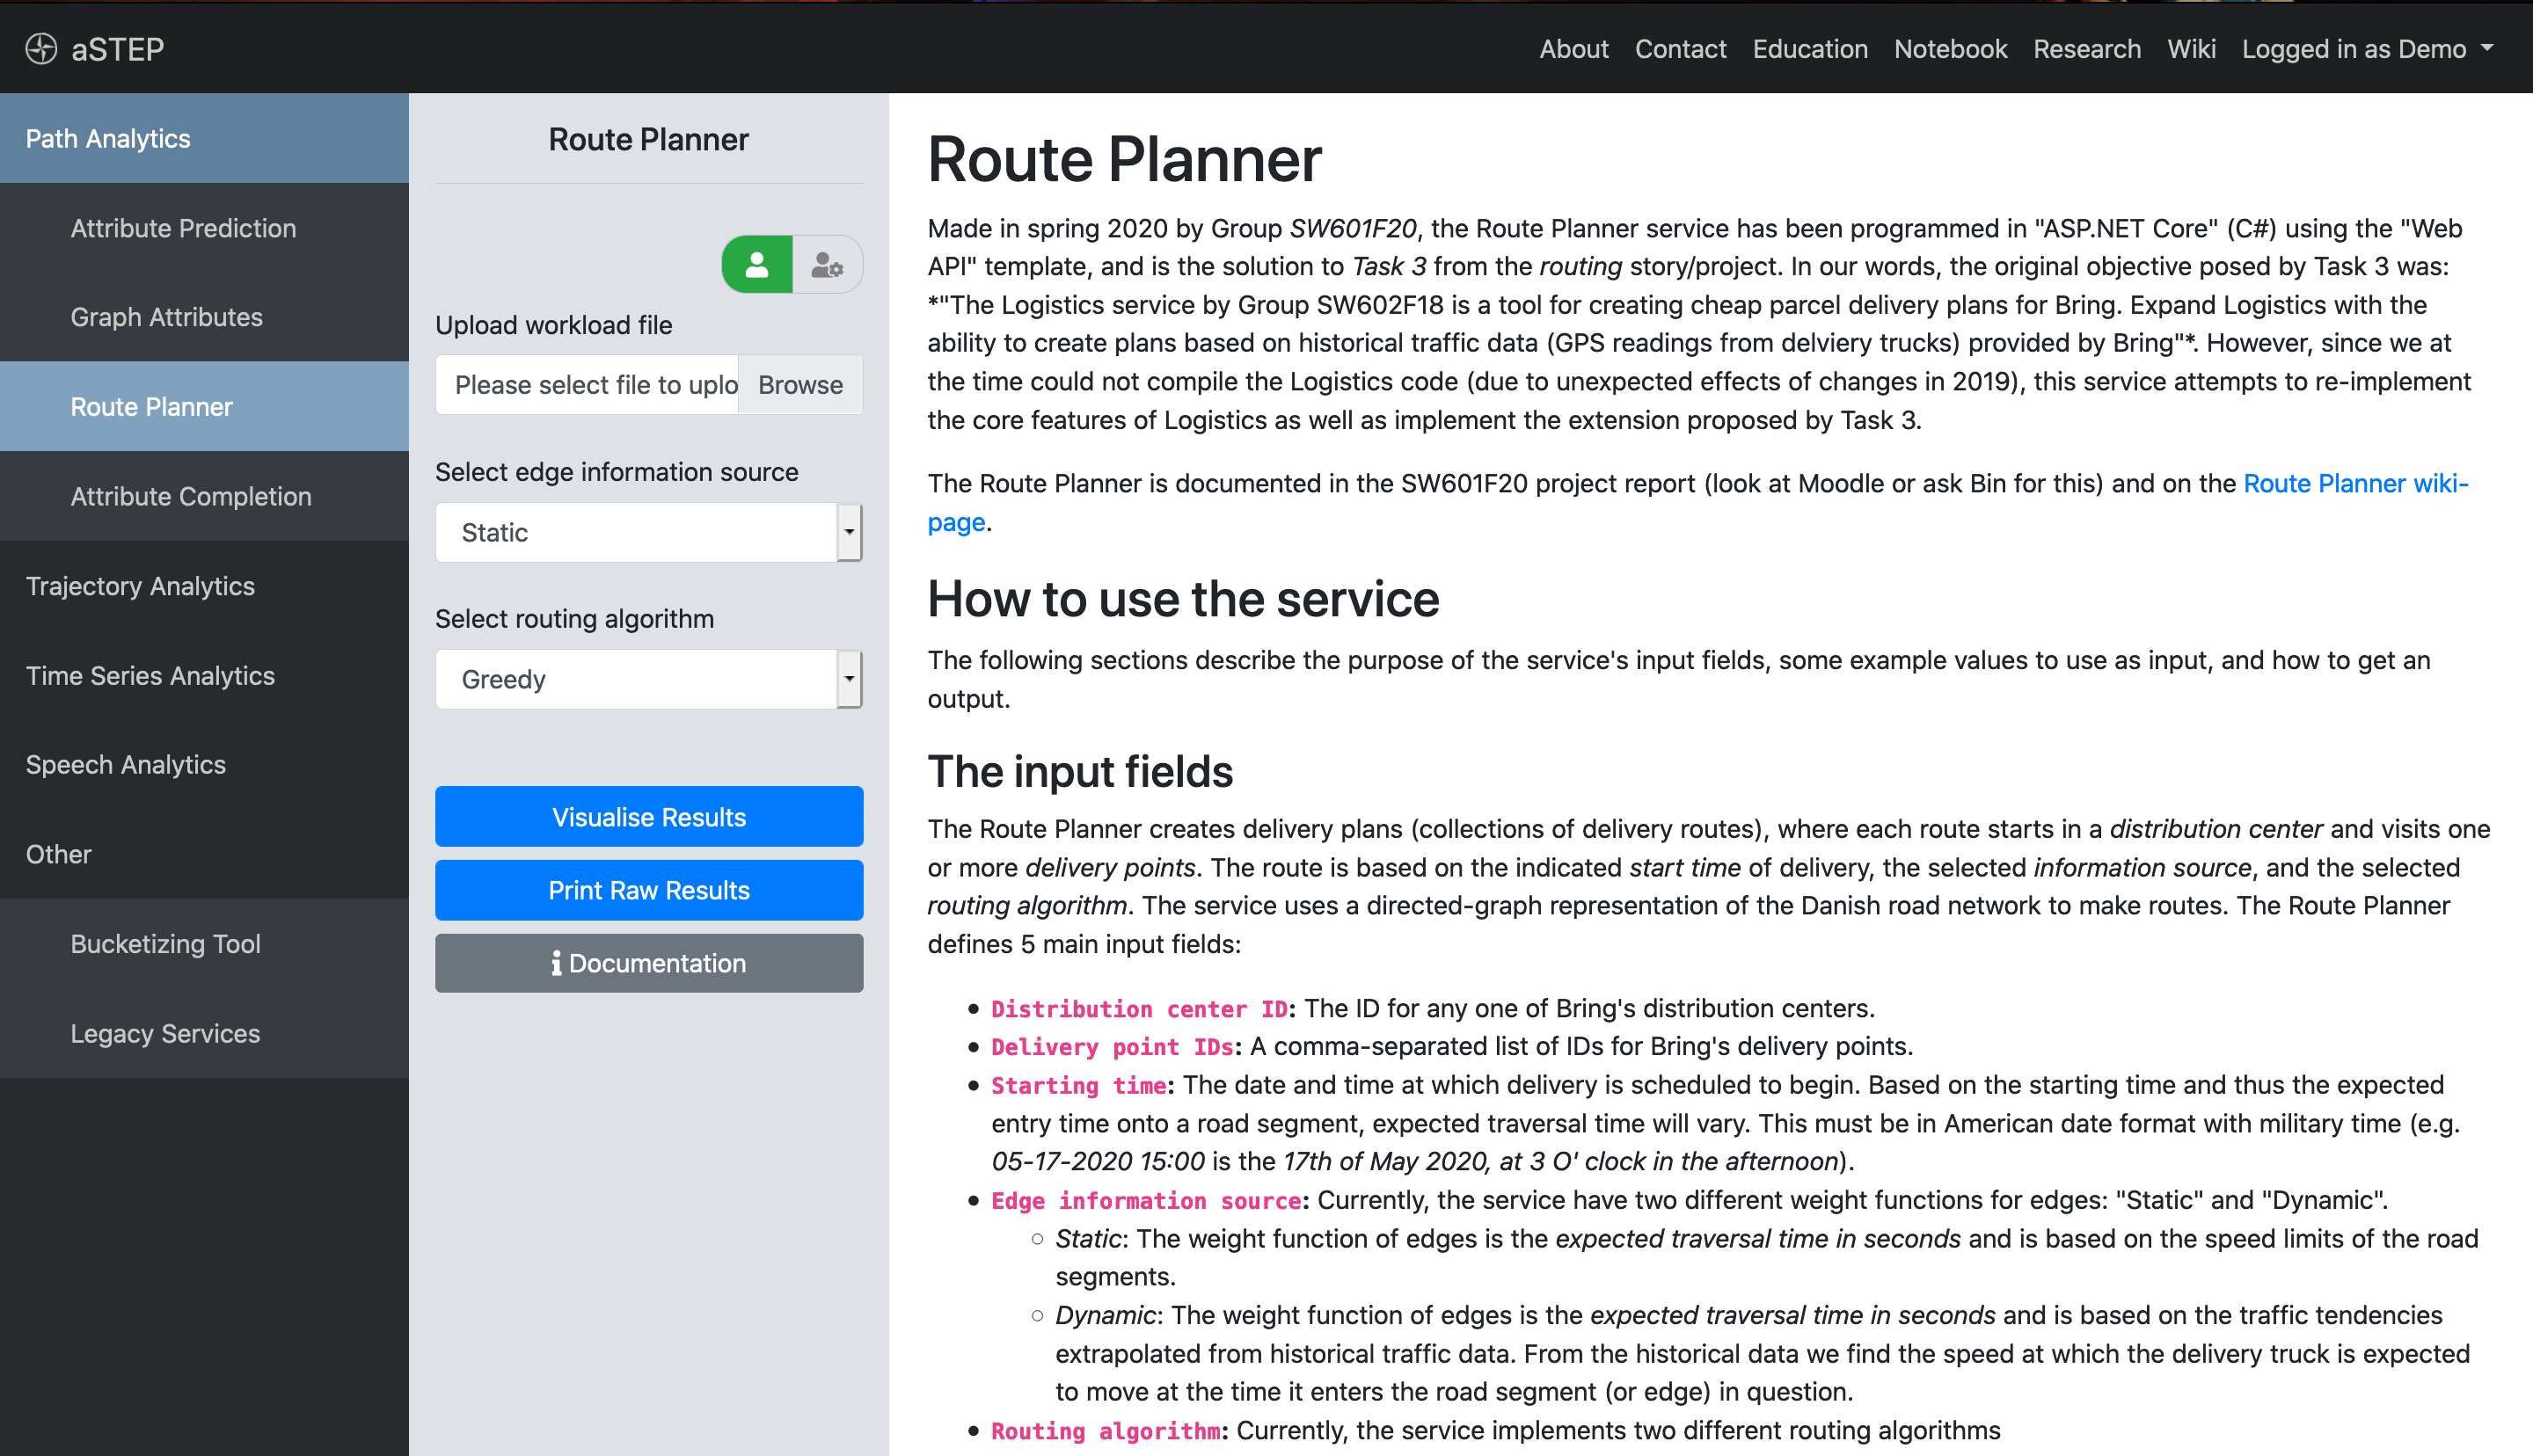 aSTEP
About Contact Education Notebook Research Wiki Logged in as Demo
Path Analytics
Attribute Prediction
Graph Attributes
Route Planner
Attribute Completion
Trajectory Analytics
Time Series Analytics
Speech Analytics
Other
Bucketizing Tool
Legacy Services
Route Planner
Upload workload file
Please select file to uplo Browse
Select edge information source
Static
Select routing algorithm
Greedy
Visualise Results
Print Raw Results
Documentation
Route Planner
Made in spring 2020 by Group SW601F20, the Route Planner service has been programmed in "ASP.NET Core" (C#) using the "Web
API" template, and is the solution to Task 3 from the routing story/project. In our words, the original objective posed by Task 3 was:
*"The Logistics service by Group SW602F18 is a tool for creating cheap parcel delivery plans for Bring. Expand Logistics with the
ability to create plans based on historical traffic data (GPS readings from delviery trucks) provided by Bring"*. However, since we at
the time could not compile the Logistics code (due to unexpected effects of changes in 2019), this service attempts to re-implement
the core features of Logistics as well as implement the extension proposed by Task 3.
The Route Planner is documented in the SW601F20 project report (look at Moodle or ask Bin for this) and on the Route Planner wiki-
page.
How to use the service
The following sections describe the purpose of the service's input fields, some example values to use as input, and how to get an
output.
The input fields
The Route Planner creates delivery plans (collections of delivery routes), where each route starts in a distribution center and visits one
or more delivery points. The route is based on the indicated start time of delivery, the selected information source, and the selected
routing algorithm. The service uses a directed-graph representation of the Danish road network to make routes. The Route Planner
defines 5 main input fields:
• Distribution center ID: The ID for any one of Bring's distribution centers.
• Delivery point IDs: A comma-separated list of IDs for Bring's delivery points.
• Starting time: The date and time at which delivery is scheduled to begin. Based on the starting time and thus the expected
entry time onto a road segment, expected traversal time will vary. This must be in American date format with military time (e.g.
05-17-2020 15:00 is the 17th of May 2020, at 3 O' clock in the afternoon).
• Edge information source: Currently, the service have two different weight functions for edges: "Static" and "Dynamic".
◦ Static: The weight function of edges is the expected traversal time in seconds and is based on the speed limits of the road
segments.
◦ Dynamic: The weight function of edges is the expected traversal time in seconds and is based on the traffic tendencies
extrapolated from historical traffic data. From the historical data we find the speed at which the delivery truck is expected
to move at the time it enters the road segment (or edge) in question.
• Routing algorithm: Currently, the service implements two different routing algorithms